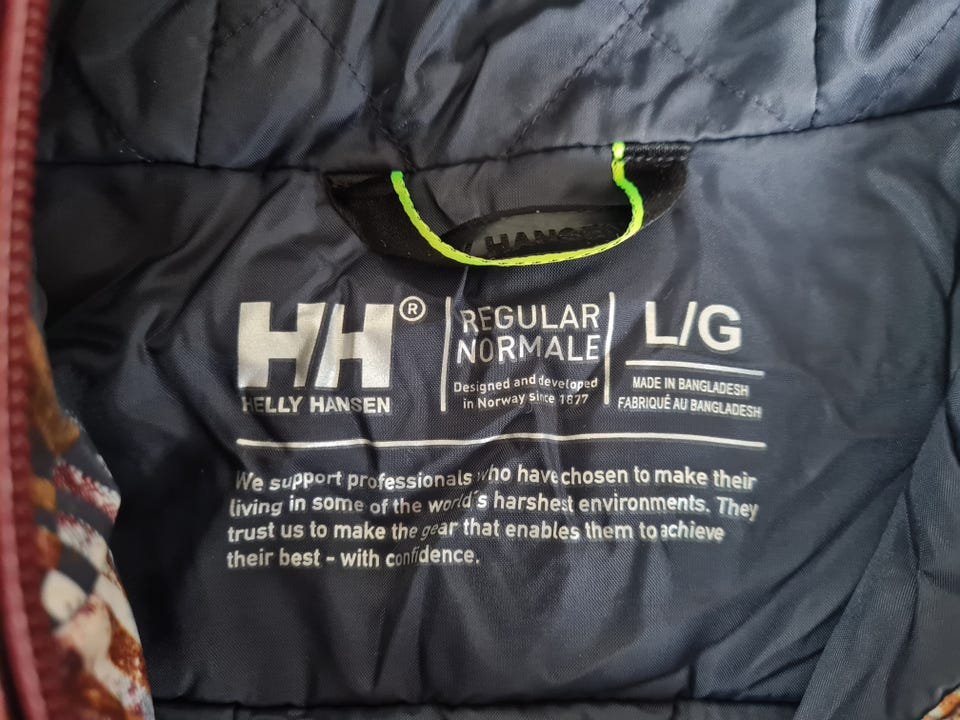 HANSE
HH®
HELLY HANSEN
REGULAR
NORMALE
Designed and developed
in Norway since 1877
L/G
MADE IN BANGLADESH
FABRIQUÉ AU BANGLADESH
We support professionals who have chosen to make their
living in some of the world's harshest environments. They
trust us to make the gear that enables them to achieve
their best - with confidence.